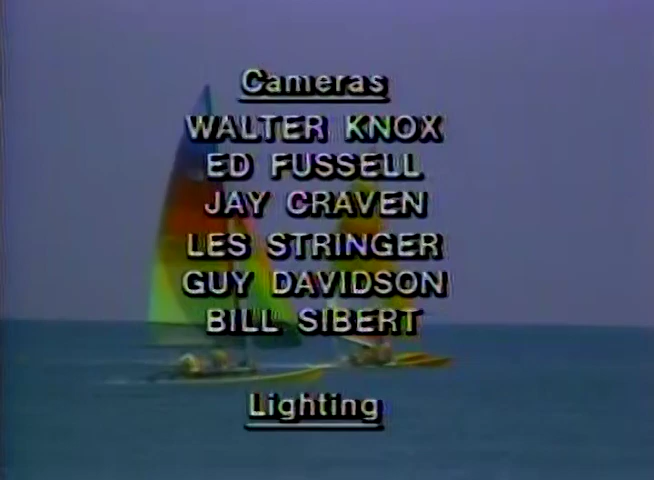 Cameras
WALTER KNOX
ED FUSSELL
JAY CRAVEN
LES STRINGER
GUY DAVIDSON
BILL SIBERT
Lighting